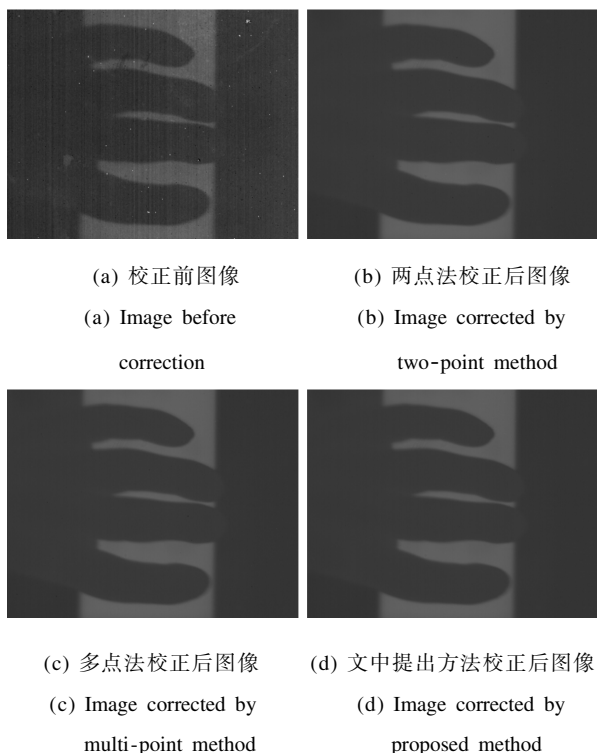 (a) 校正前图像
(a) Image before
correction
(b) 两点法校正后图像
(b) Image corrected by
two-point method
(c) 多点法校正后图像
(c) Image corrected by
multi-point method
(d) 文中提出方法校正后图像
(d) Image corrected by
proposed method